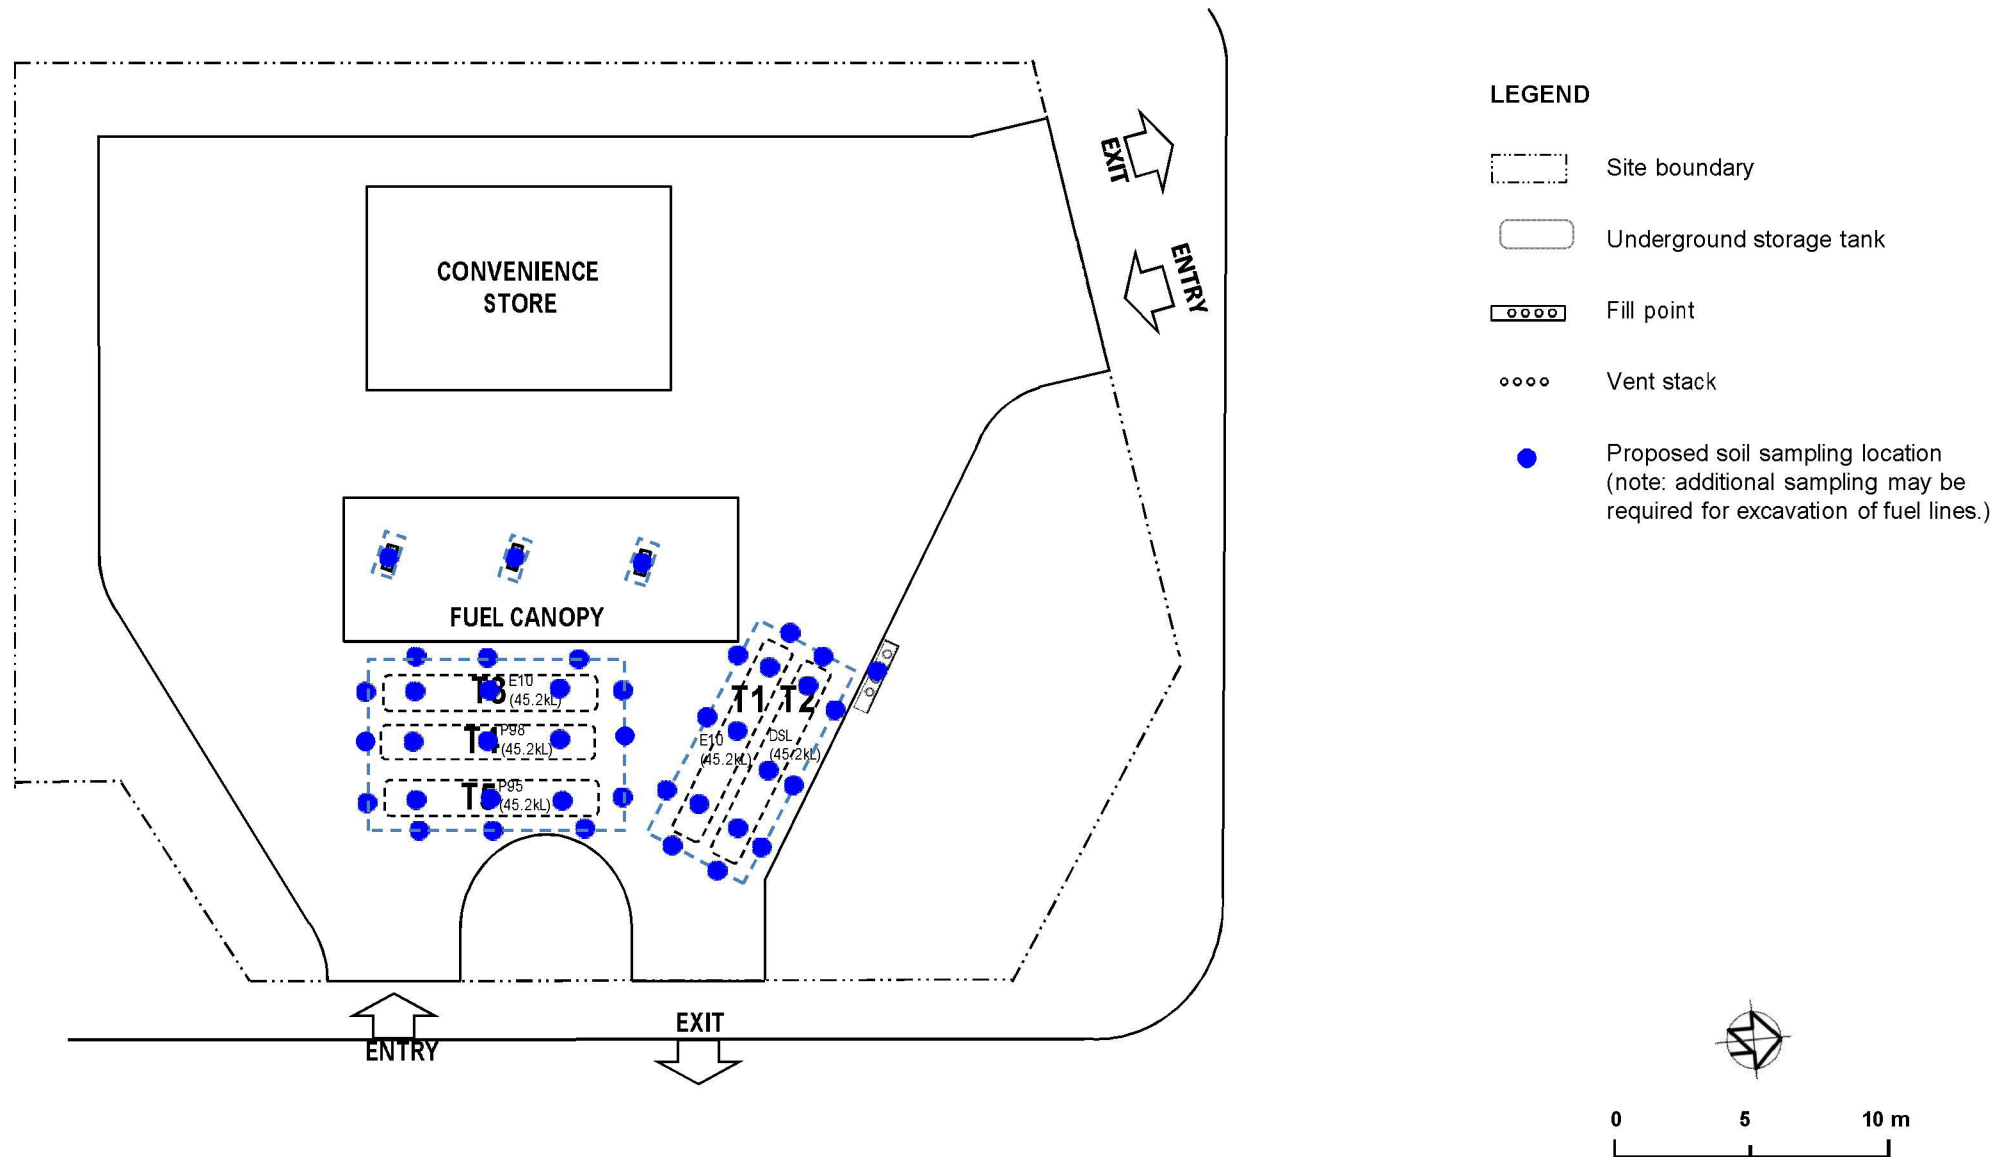 LEGEND
Site boundary
Underground storage tank
Fill point
Vent stack
Proposed soil sampling location
(note: additional sampling may be
required for excavation of fuel lines.)
EXIT
ENTRY
CONVENIENCE
STORE
FUEL CANOPY
T3
E10
(45.2kL)
T4
P98
(45.2kL)
T5
P95
(45.2kL)
T1
T2
E10
(45.2kL)
DSL
(45.2kL)
ENTRY
EXIT
0
5
10 m